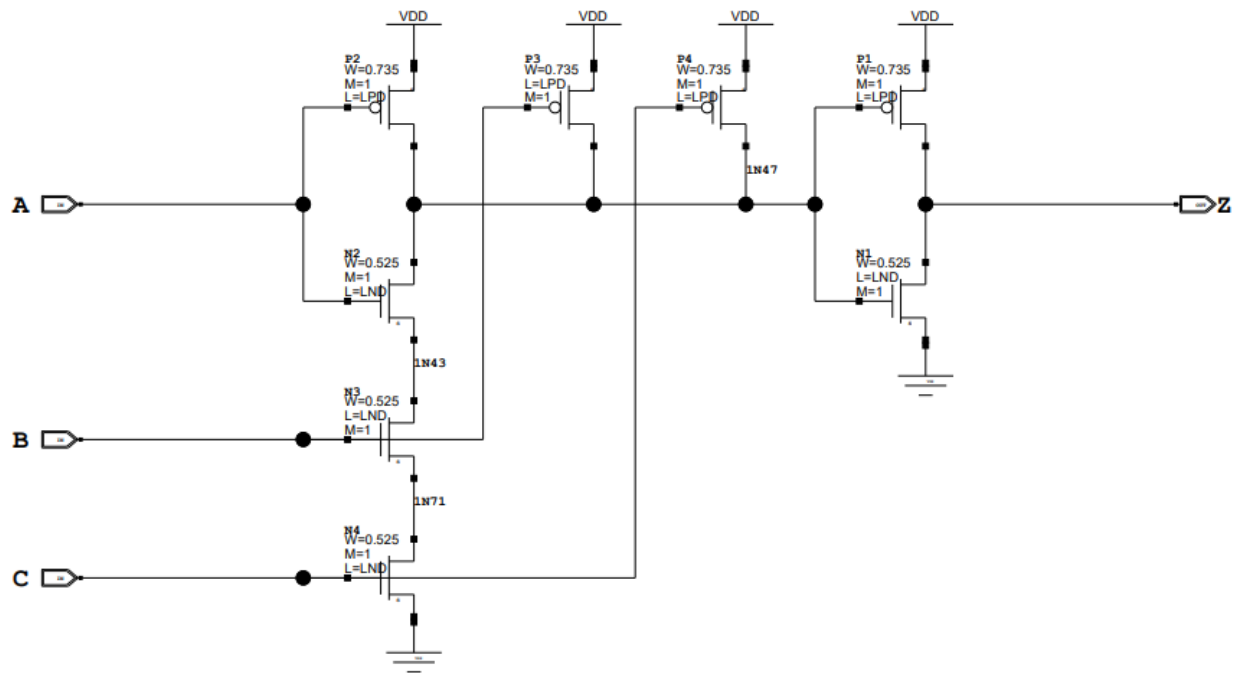 VDD
VDD
VDD
VDD
P2
W=0.735
M=1
L=LPD
P3
W=0.735
L=LPD
M=1
P4
W=0.735
M=1
L=LPD
P1
W=0.735
M=1
L=LPD
1N47
A
Z
N2
W=0.525
M=1
L=LND
N1
W=0.525
L=LND
M=1
1N43
N3
W=0.525
L=LND
M=1
B
1N71
N4
W=0.525
M=1
L=LND
C